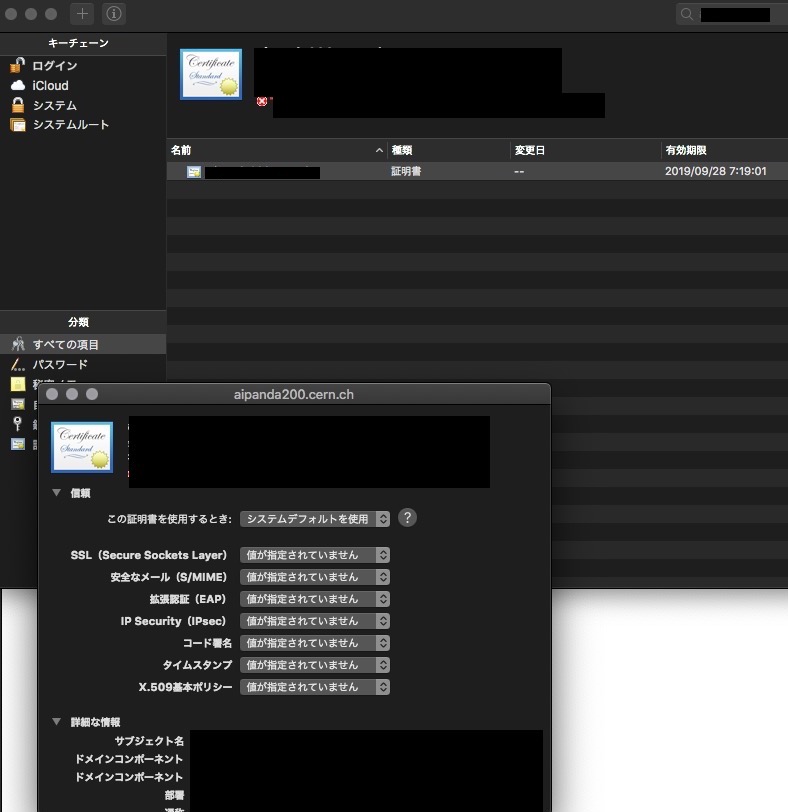 キーチェーン
ログイン
iCloud
システム
システムルート
Certificate
Standard
名前
種類
変更日
有効期限
証明書
--
2019/09/28 7:19:01
分類
すべての項目
パスワード
aipanda200.cern.ch
Certificate
Standard
信頼
この証明書を使用するとき: システムデフォルトを使用 ?
SSL（Secure Sockets Layer） 値が指定されていません
安全なメール（S/MIME） 値が指定されていません
拡張認証（EAP） 値が指定されていません
IP Security（IPsec） 値が指定されていません
コード署名 値が指定されていません
タイムスタンプ 値が指定されていません
X.509基本ポリシー 値が指定されていません
詳細な情報
サブジェクト名
ドメインコンポーネント
ドメインコンポーネント
部署